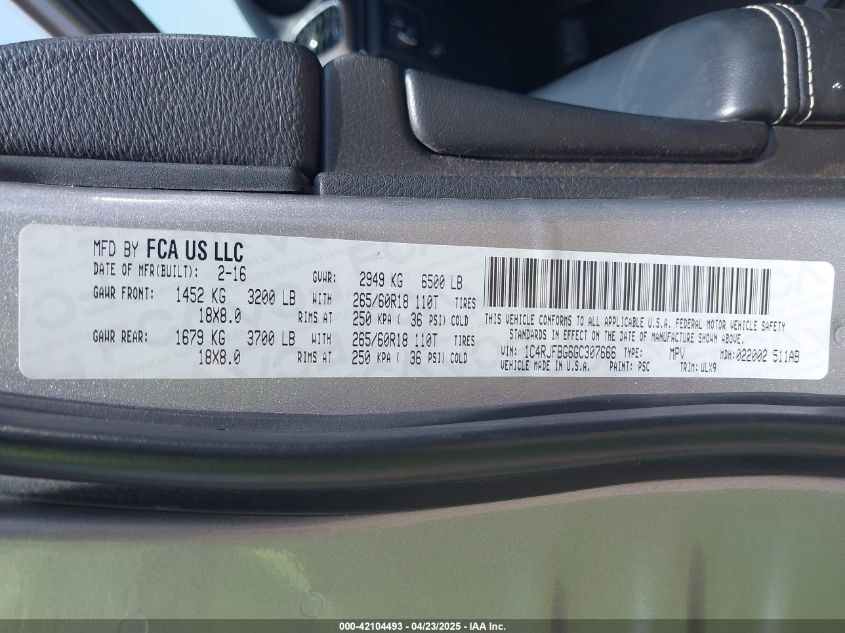 MFD BY FCA US LLC
DATE OF MFR(BUILT): 2-16 GVWR: 2949 KG 6500 LB
GAWR FRONT: 1452 KG 3200 LB WITH 265/60R18 110T TIRES
18X8.0 RIMS AT 250 KPA ( 36 PSI) COLD
GAWR REAR: 1679 KG 3700 LB WITH 265/60R18 110T TIRES
18X8.0 RIMS AT 250 KPA ( 36 PSI) COLD
THIS VEHICLE CONFORMS TO ALL APPLICABLE U.S.A. FEDERAL MOTOR VEHICLE SAFETY
STANDARDS IN EFFECT ON THE DATE OF MANUFACTURE SHOWN ABOVE
VIN: 1C4RJFBG6GC307666 TYPE: MPV MDH: 022002 511AB
VEHICLE MADE IN U.S.A. PAINT: PSC TRIM: ULX9
000-42104493 - 04/23/2025 - IAA Inc.